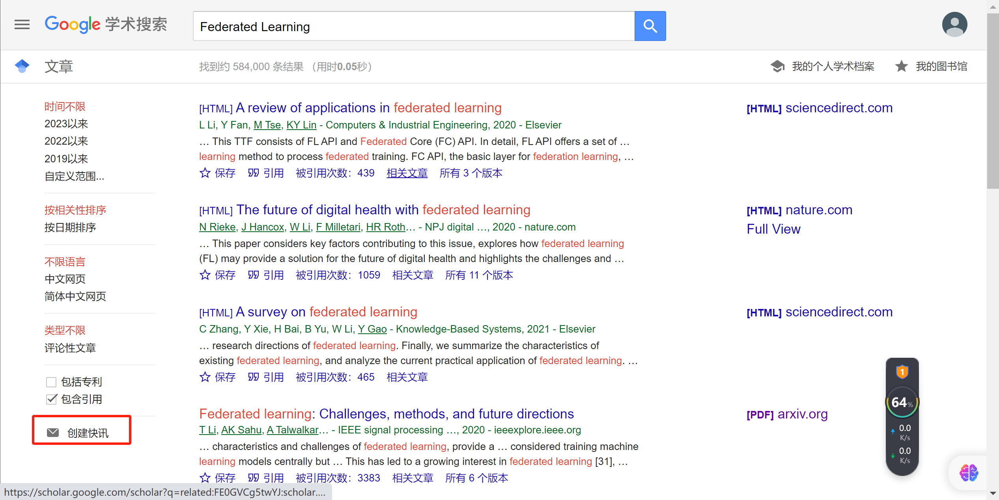 Google 学术搜索
Federated Learning
文章
找到约 584,000 条结果 （用时0.05秒）
我的个人学术档案
我的图书馆
时间不限
2023以来
2022以来
2019以来
自定义范围...
按相关性排序
按日期排序
不限语言
中文网页
简体中文网页
类型不限
评论性文章
包括专利
包含引用
创建快讯
[HTML] A review of applications in federated learning
L Li, Y Fan, M Tse, KY Lin - Computers & Industrial Engineering, 2020 - Elsevier
… This TTF consists of FL API and Federated Core (FC) API. In detail, FL API offers a set of …
learning method to process federated training. FC API, the basic layer for federation learning, …
保存 引用 被引用次数：439 相关文章 所有 3 个版本
[HTML] sciencedirect.com
[HTML] The future of digital health with federated learning
N Rieke, J Hancox, W Li, F Milletari, HR Roth… - NPJ digital …, 2020 - nature.com
… This paper considers key factors contributing to this issue, explores how federated learning
(FL) may provide a solution for the future of digital health and highlights the challenges and …
保存 引用 被引用次数：1059 相关文章 所有 11 个版本
[HTML] nature.com
Full View
[HTML] A survey on federated learning
C Zhang, Y Xie, H Bai, B Yu, W Li, Y Gao - Knowledge-Based Systems, 2021 - Elsevier
… research directions of federated learning. Finally, we summarize the characteristics of
existing federated learning, and analyze the current practical application of federated learning. …
保存 引用 被引用次数：465 相关文章
[HTML] sciencedirect.com
Federated learning: Challenges, methods, and future directions
T Li, AK Sahu, A Talwalkar… - IEEE signal processing …, 2020 - ieeexplore.ieee.org
… characteristics and challenges of federated learning, provide a … considered training machine
learning models centrally but … This has led to a growing interest in federated learning [31], …
保存 引用 被引用次数：3383 相关文章 所有 6 个版本
[PDF] arxiv.org
1
64%
0.0
K/s
0.0
K/s
https://scholar.google.com/scholar?q=related:FE0GVCg5twYJ:scholar....